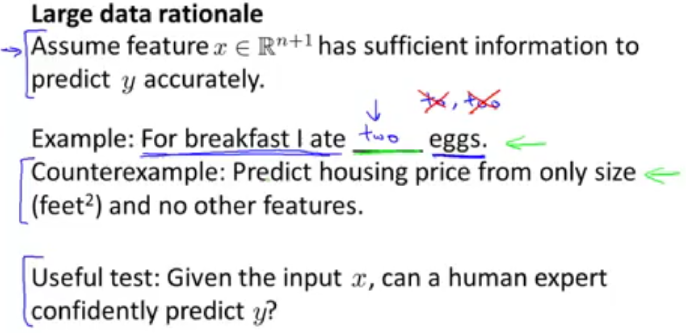 Large data rationale
Assume feature x ∈ ℝⁿ⁺¹ has sufficient information to
predict y accurately.
to, too
Example: For breakfast I ate two eggs.
Counterexample: Predict housing price from only size
(feet²) and no other features.
Useful test: Given the input x, can a human expert
confidently predict y?